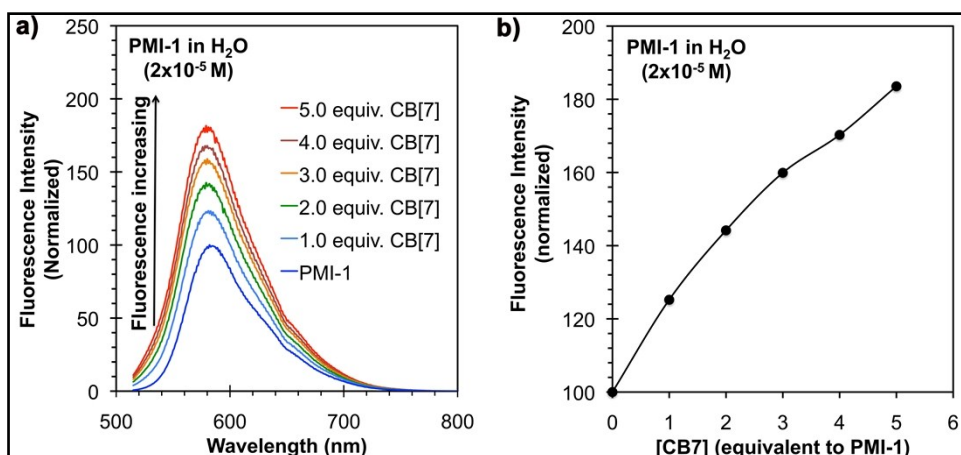 a)
PMI-1 in H₂O
(2x10⁻⁵ M)
Fluorescence increasing
5.0 equiv. CB[7]
4.0 equiv. CB[7]
3.0 equiv. CB[7]
2.0 equiv. CB[7]
1.0 equiv. CB[7]
PMI-1
Fluorescence Intensity
(Normalized)
250
200
150
100
50
0
500
600
700
800
Wavelength (nm)
b)
PMI-1 in H₂O
(2x10⁻⁵ M)
Fluorescence Intensity
(normalized)
200
180
160
140
120
100
0
1
2
3
4
5
6
[CB7] (equivalent to PMI-1)